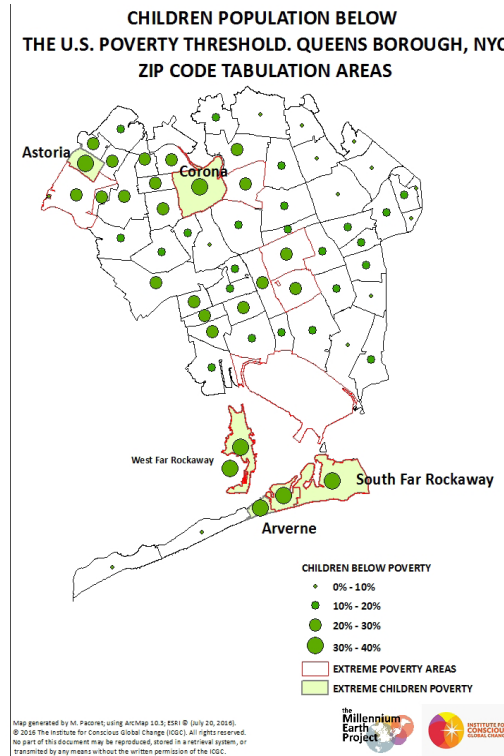 CHILDREN POPULATION BELOW
THE U.S. POVERTY THRESHOLD. QUEENS BOROUGH, NYC
ZIP CODE TABULATION AREAS
Astoria
Corona
West Far Rockaway
South Far Rockaway
Arverne
CHILDREN BELOW POVERTY
0% - 10%
10% - 20%
20% - 30%
30% - 40%
EXTREME POVERTY AREAS
EXTREME CHILDREN POVERTY
Map generated by M. Pacoret; using ArcMap 10.3; ESRI © (July 20, 2016).
© 2016 The Institute for Conscious Global Change (ICGC). All rights reserved.
No part of this document may be reproduced, stored in a retrieval system, or
transmitted by any means without the written permission of the ICGC.
the
Millennium
Earth
Project
INSTITUTE FOR
CONSCIOUS
GLOBAL CHANG